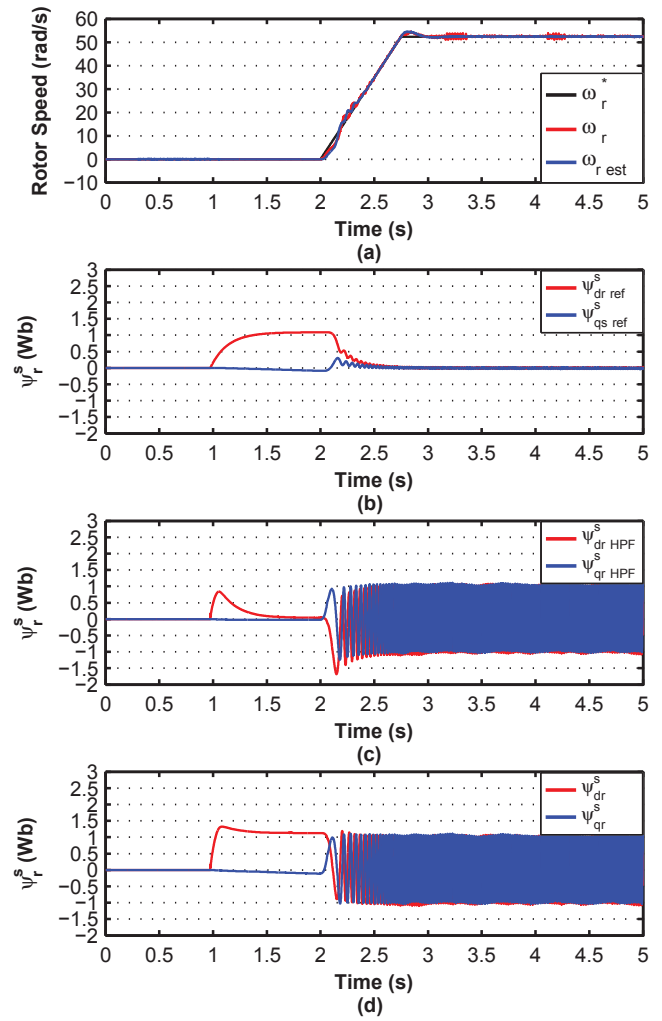 60
50
40
30
20
10
0
−10
Rotor Speed (rad/s)
ω r *
ω r
ω r est
0 0.5 1 1.5 2 2.5 3 3.5 4 4.5 5
Time (s)
(a)
3
2.5
2
1.5
1
0.5
0
−0.5
−1
−1.5
−2
ψ r s (Wb)
ψ dr ref s
ψ qs ref s
0 0.5 1 1.5 2 2.5 3 3.5 4 4.5 5
Time (s)
(b)
3
2.5
2
1.5
1
0.5
0
−0.5
−1
−1.5
−2
ψ r s (Wb)
ψ dr HPF s
ψ qr HPF s
0 0.5 1 1.5 2 2.5 3 3.5 4 4.5 5
Time (s)
(c)
3
2.5
2
1.5
1
0.5
0
−0.5
−1
−1.5
−2
ψ r s (Wb)
ψ dr s
ψ qr s
0 0.5 1 1.5 2 2.5 3 3.5 4 4.5 5
Time (s)
(d)